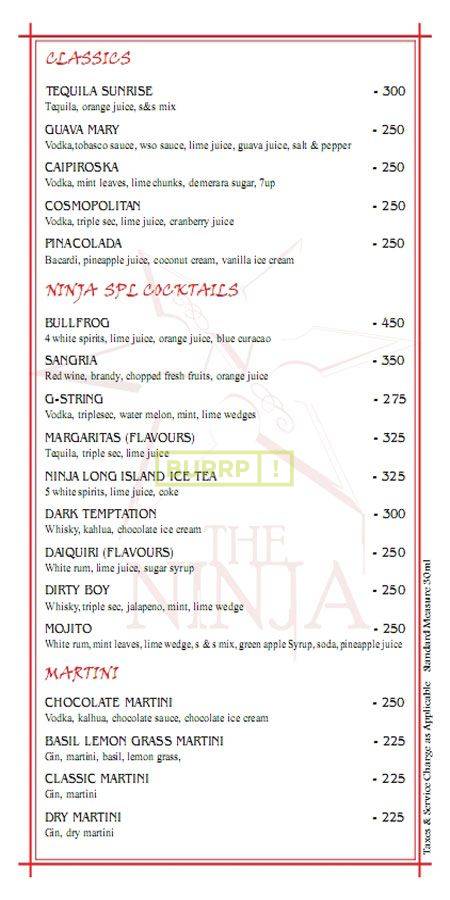 CLASSICS
TEQUILA SUNRISE - 300
Tequila, orange juice, s&s mix
GUAVA MARY - 250
Vodka,tobasco sauce, wso sauce, lime juice, guava juice, salt & pepper
CAIPIROSKA - 250
Vodka, mint leaves, lime chunks, demerara sugar, 7up
COSMOPOLITAN - 250
Vodka, triple sec, lime juice, cranberry juice
PINACOLADA - 250
Bacardi, pineapple juice, coconut cream, vanilla ice cream
NINJA SPL COCKTAILS
BULLFROG - 450
4 white spirits, lime juice, orange juice, blue curacao
SANGRIA - 350
Red wine, brandy, chopped fresh fruits, orange juice
G-STRING - 275
Vodka, triplesec, water melon, mint, lime wedges
MARGARITAS (FLAVOURS) - 325
Tequila, triple sec, lime juice
BURRP!
NINJA LONG ISLAND ICE TEA - 325
5 white spirits, lime juice, coke
DARK TEMPTATION - 300
Whisky, kahlua, chocolate ice cream
THE
DAIQUIRI (FLAVOURS) - 250
White rum, lime juice, sugar syrup
NINJA
DIRTY BOY - 250
Whisky, triple sec, jalapeno, mint, lime wedge
MOJITO - 250
White rum, mint leaves, lime wedge, s & s mix, green apple Syrup, soda, pineapple juice
MARTINI
CHOCOLATE MARTINI - 250
Vodka, kalhua, chocolate sauce, chocolate ice cream
BASIL LEMON GRASS MARTINI - 225
Gin, martini, basil, lemon grass,
CLASSIC MARTINI - 225
Gin, martini
DRY MARTINI - 225
Gin, dry martini
Taxes & Service Charge as Applicable Standard Measure 30ml